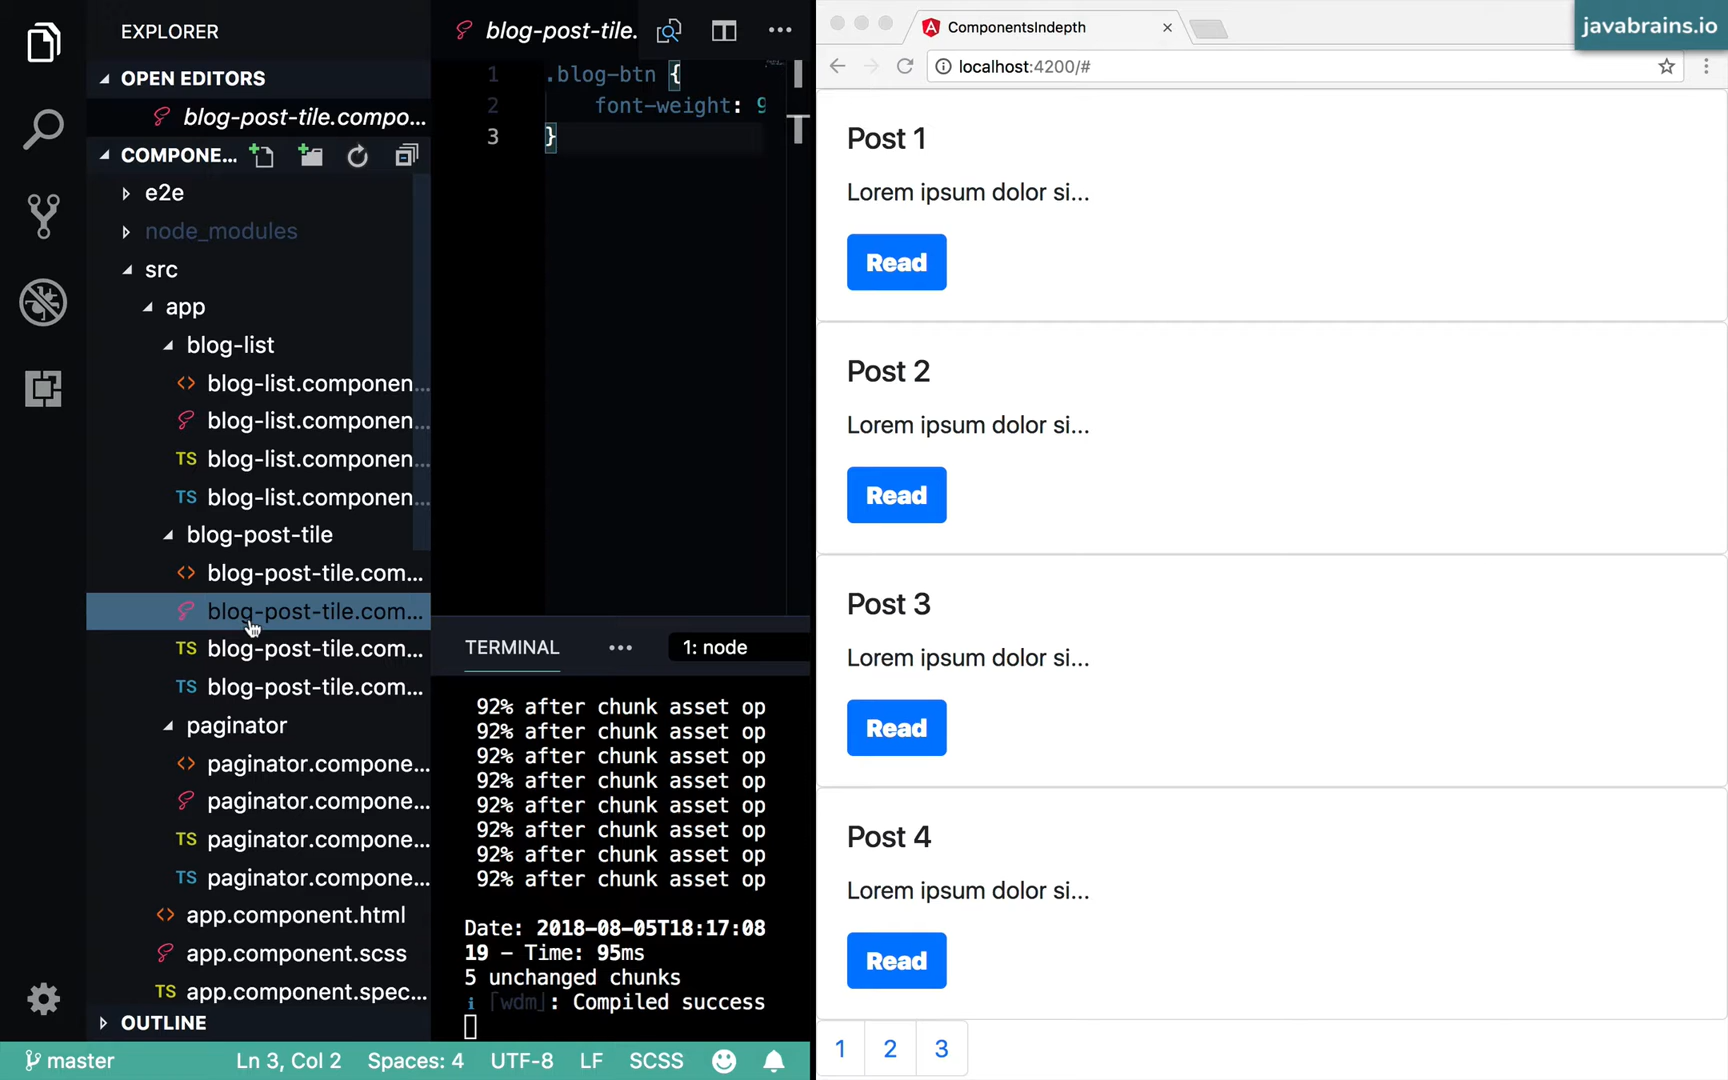 EXPLORER
OPEN EDITORS
blog-post-tile.compo...
COMPONE...
e2e
node_modules
src
app
blog-list
blog-list.componen...
blog-list.componen...
TS blog-list.componen...
TS blog-list.componen...
blog-post-tile
blog-post-tile.com...
blog-post-tile.com...
TS blog-post-tile.com...
TS blog-post-tile.com...
paginator
paginator.compone...
paginator.compone...
TS paginator.compone...
TS paginator.compone...
app.component.html
app.component.scss
TS app.component.spec...
OUTLINE
master
Ln 3, Col 2
Spaces: 4
UTF-8
LF
SCSS
blog-post-tile.
1 .blog-btn {
2 font-weight: 9
3 }
TERMINAL
1: node
92% after chunk asset op
92% after chunk asset op
92% after chunk asset op
92% after chunk asset op
92% after chunk asset op
92% after chunk asset op
92% after chunk asset op
92% after chunk asset op
Date: 2018-08-05T18:17:08
19 - Time: 95ms
5 unchanged chunks
i ｢wdm｣: Compiled success
ComponentsIndepth
javabrains.io
localhost:4200/#
Post 1
Lorem ipsum dolor si...
Read
Post 2
Lorem ipsum dolor si...
Read
Post 3
Lorem ipsum dolor si...
Read
Post 4
Lorem ipsum dolor si...
Read
1 2 3